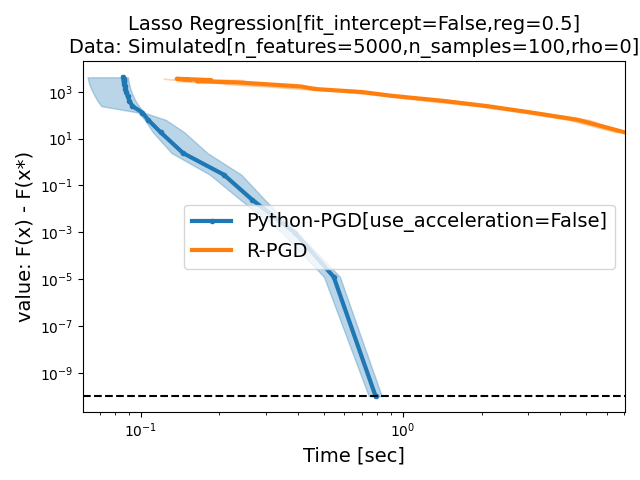 Lasso Regression[fit_intercept=False,reg=0.5]
Data: Simulated[n_features=5000,n_samples=100,rho=0]
value: F(x) - F(x*)
10³
10¹
10⁻¹
10⁻³
10⁻⁵
10⁻⁷
10⁻⁹
Python-PGD[use_acceleration=False]
R-PGD
10⁻¹
10⁰
Time [sec]